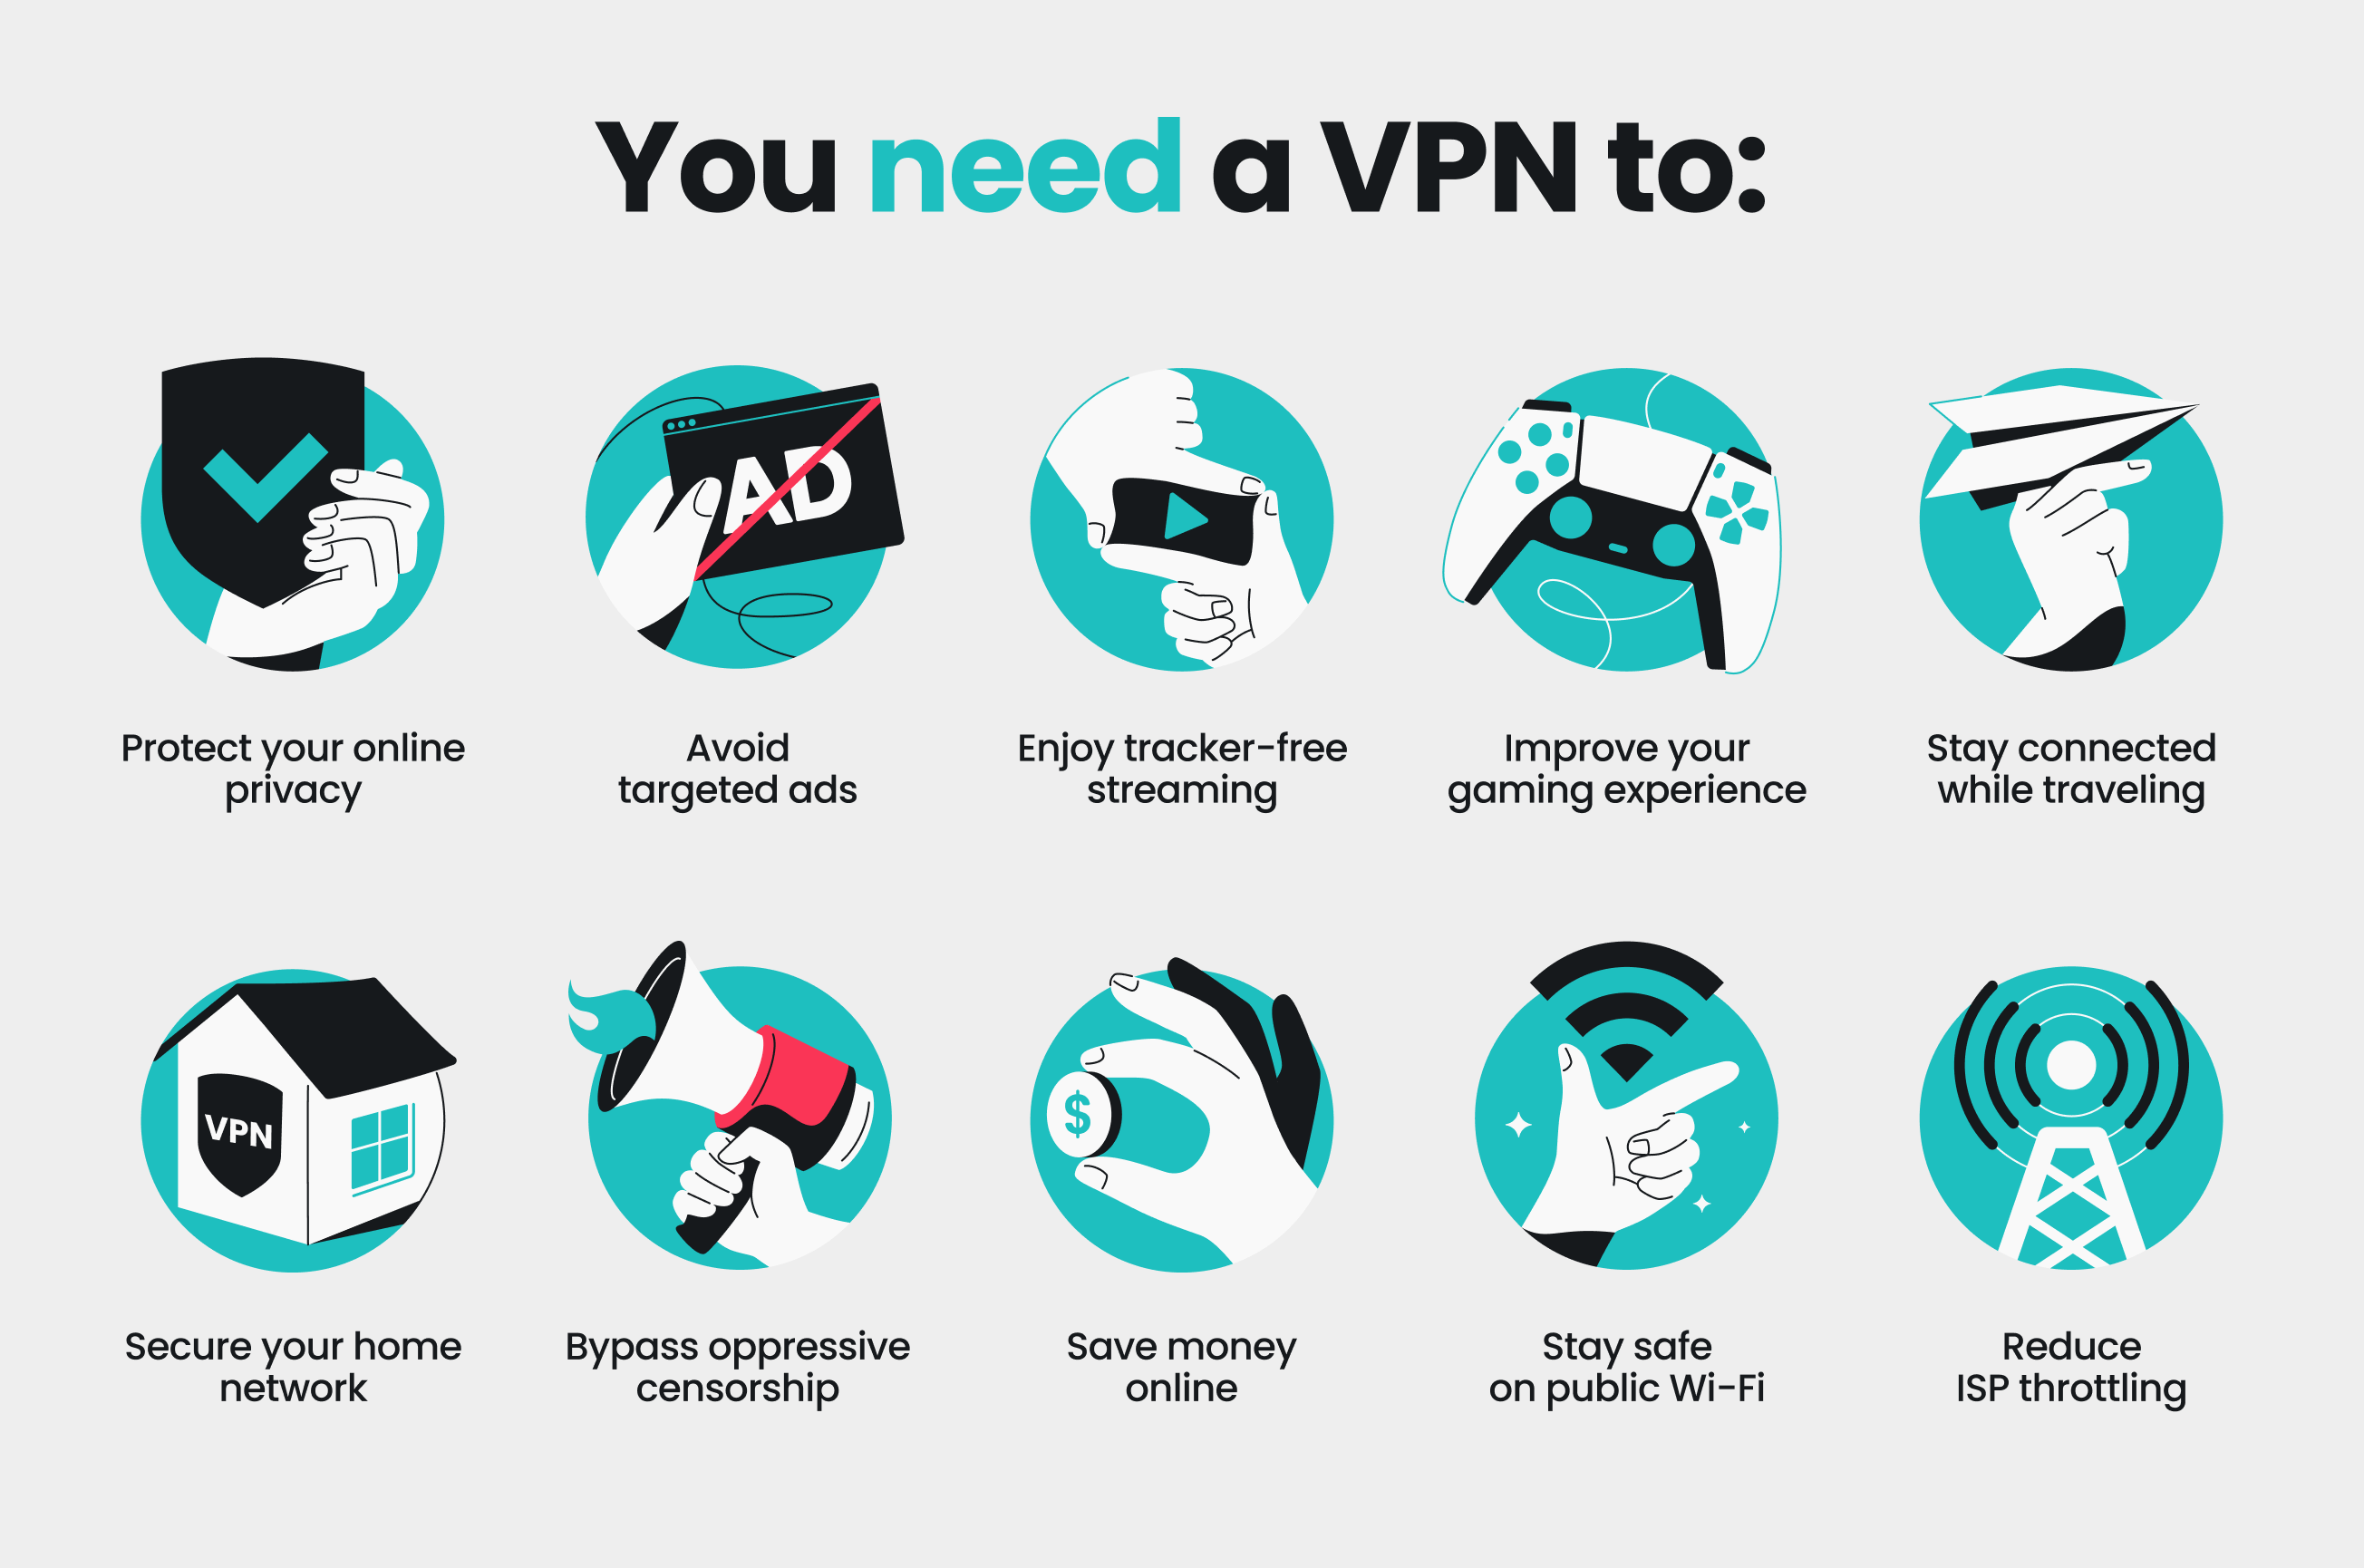 You need a VPN to:
AD
Protect your online
privacy
Avoid
targeted ads
Enjoy tracker-free
streaming
Improve your
gaming experience
Stay connected
while traveling
VPN
$
Secure your home
network
Bypass oppressive
censorship
Save money
online
Stay safe
on public Wi-Fi
Reduce
ISP throttling